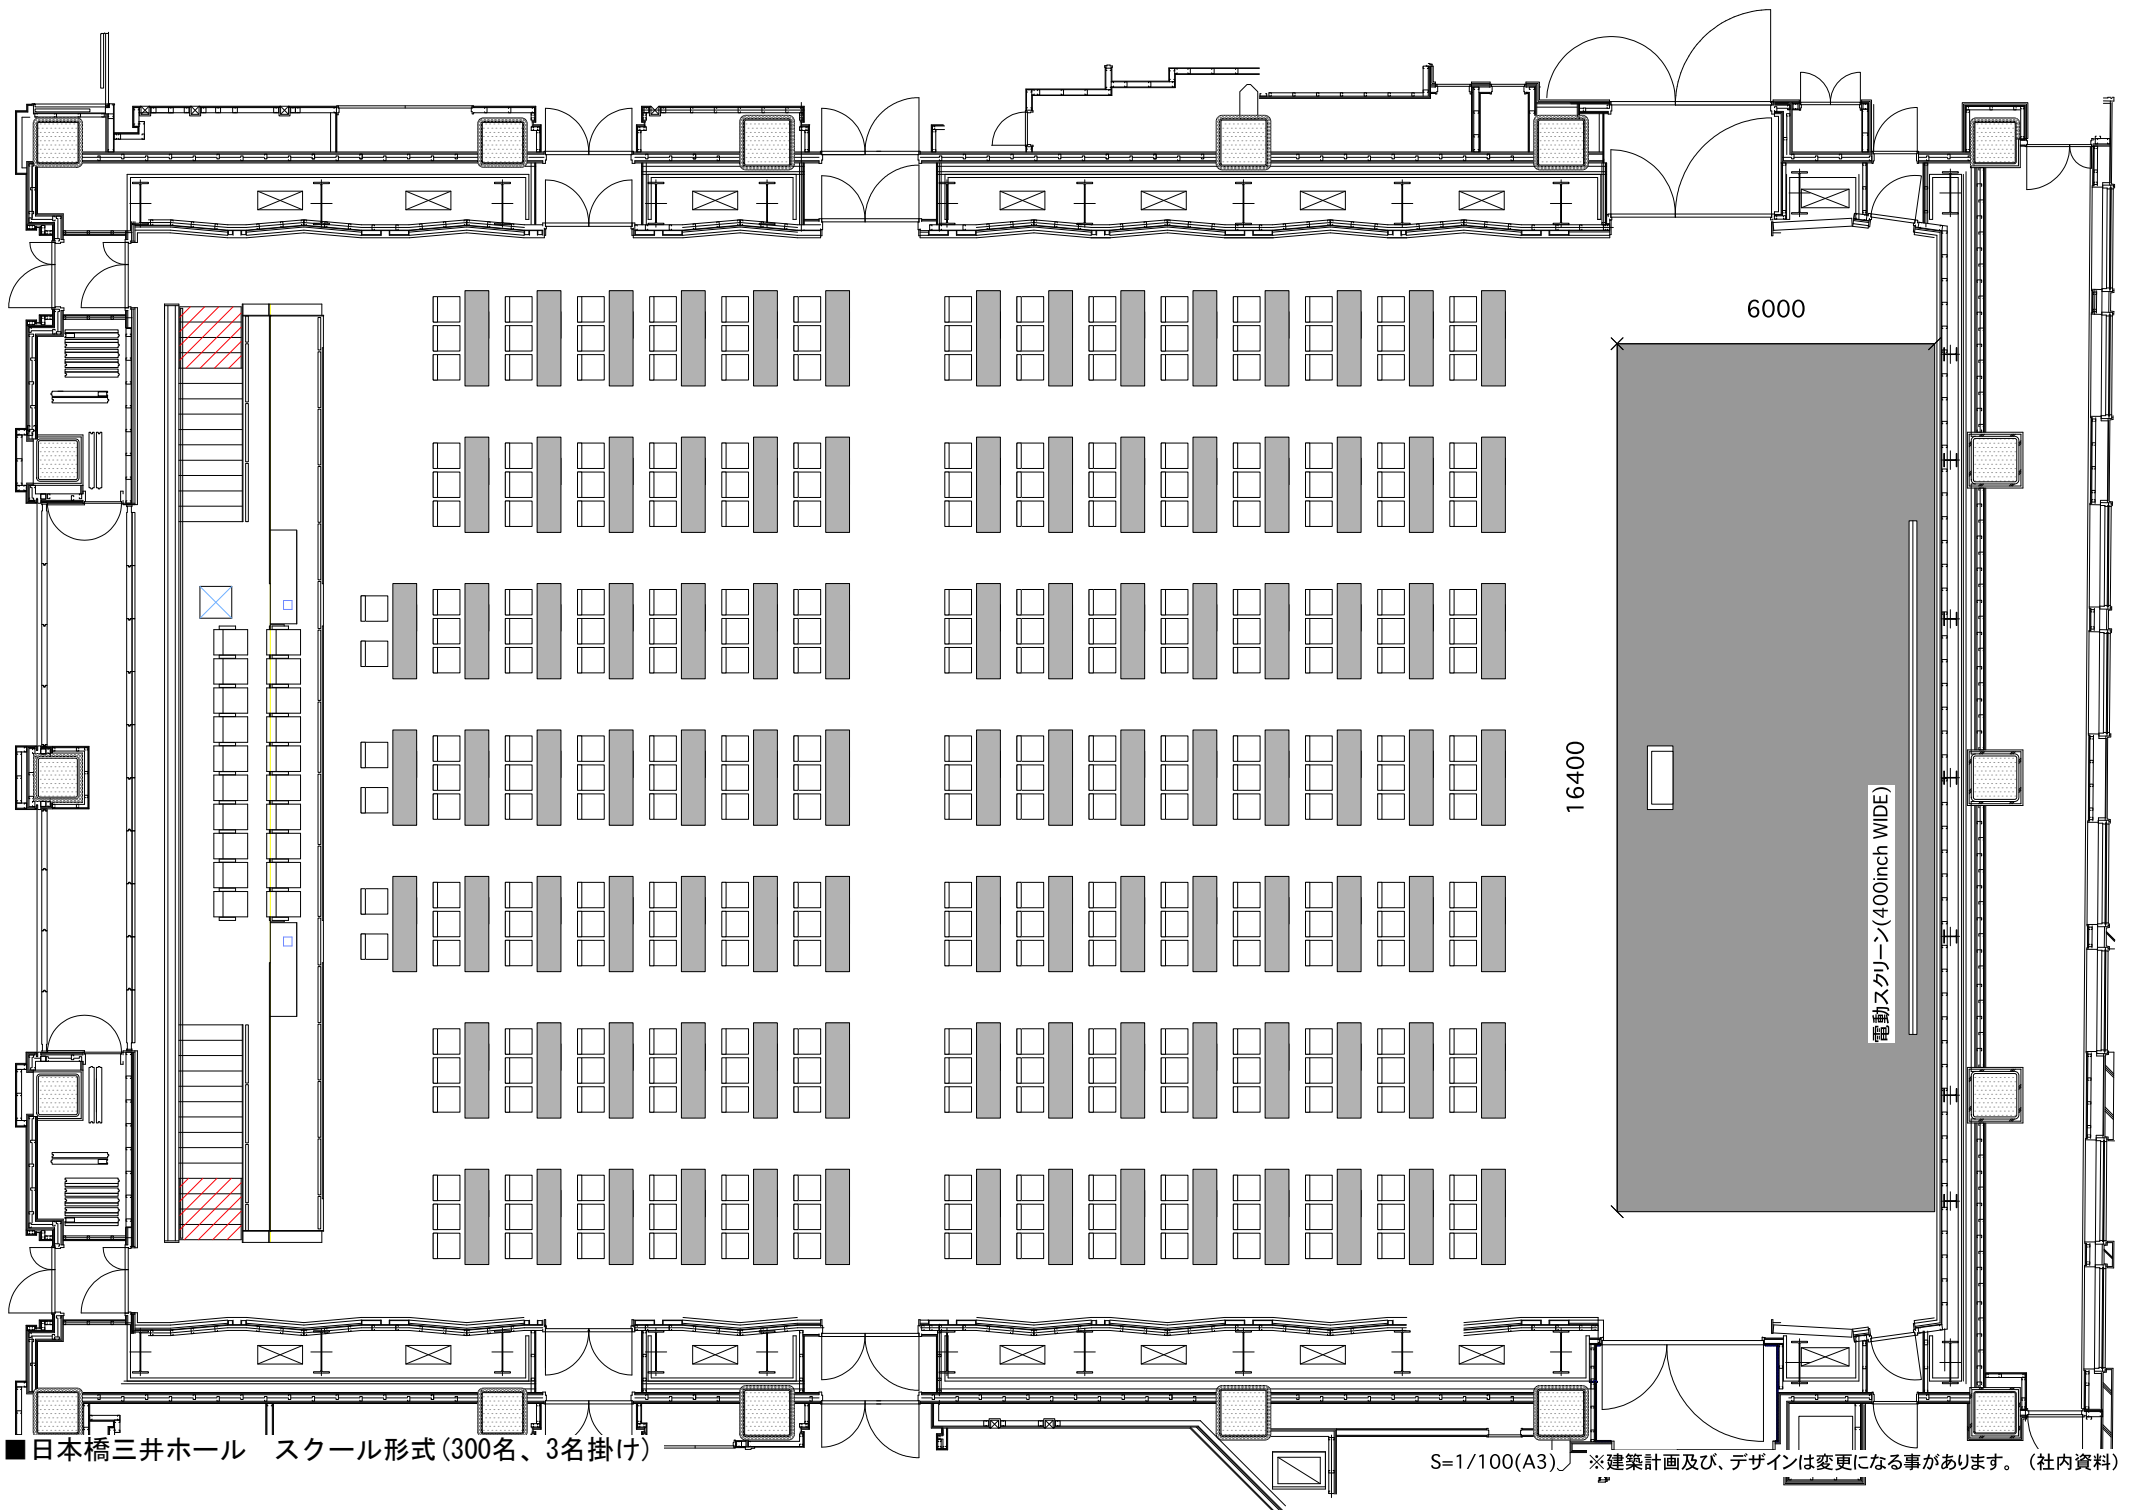 6000
16400
電動スクリーン(400inch WIDE)
■日本橋三井ホール　スクール形式(300名、3名掛け)
S=1/100(A3)
※建築計画及び、デザインは変更になる事があります。（社内資料）